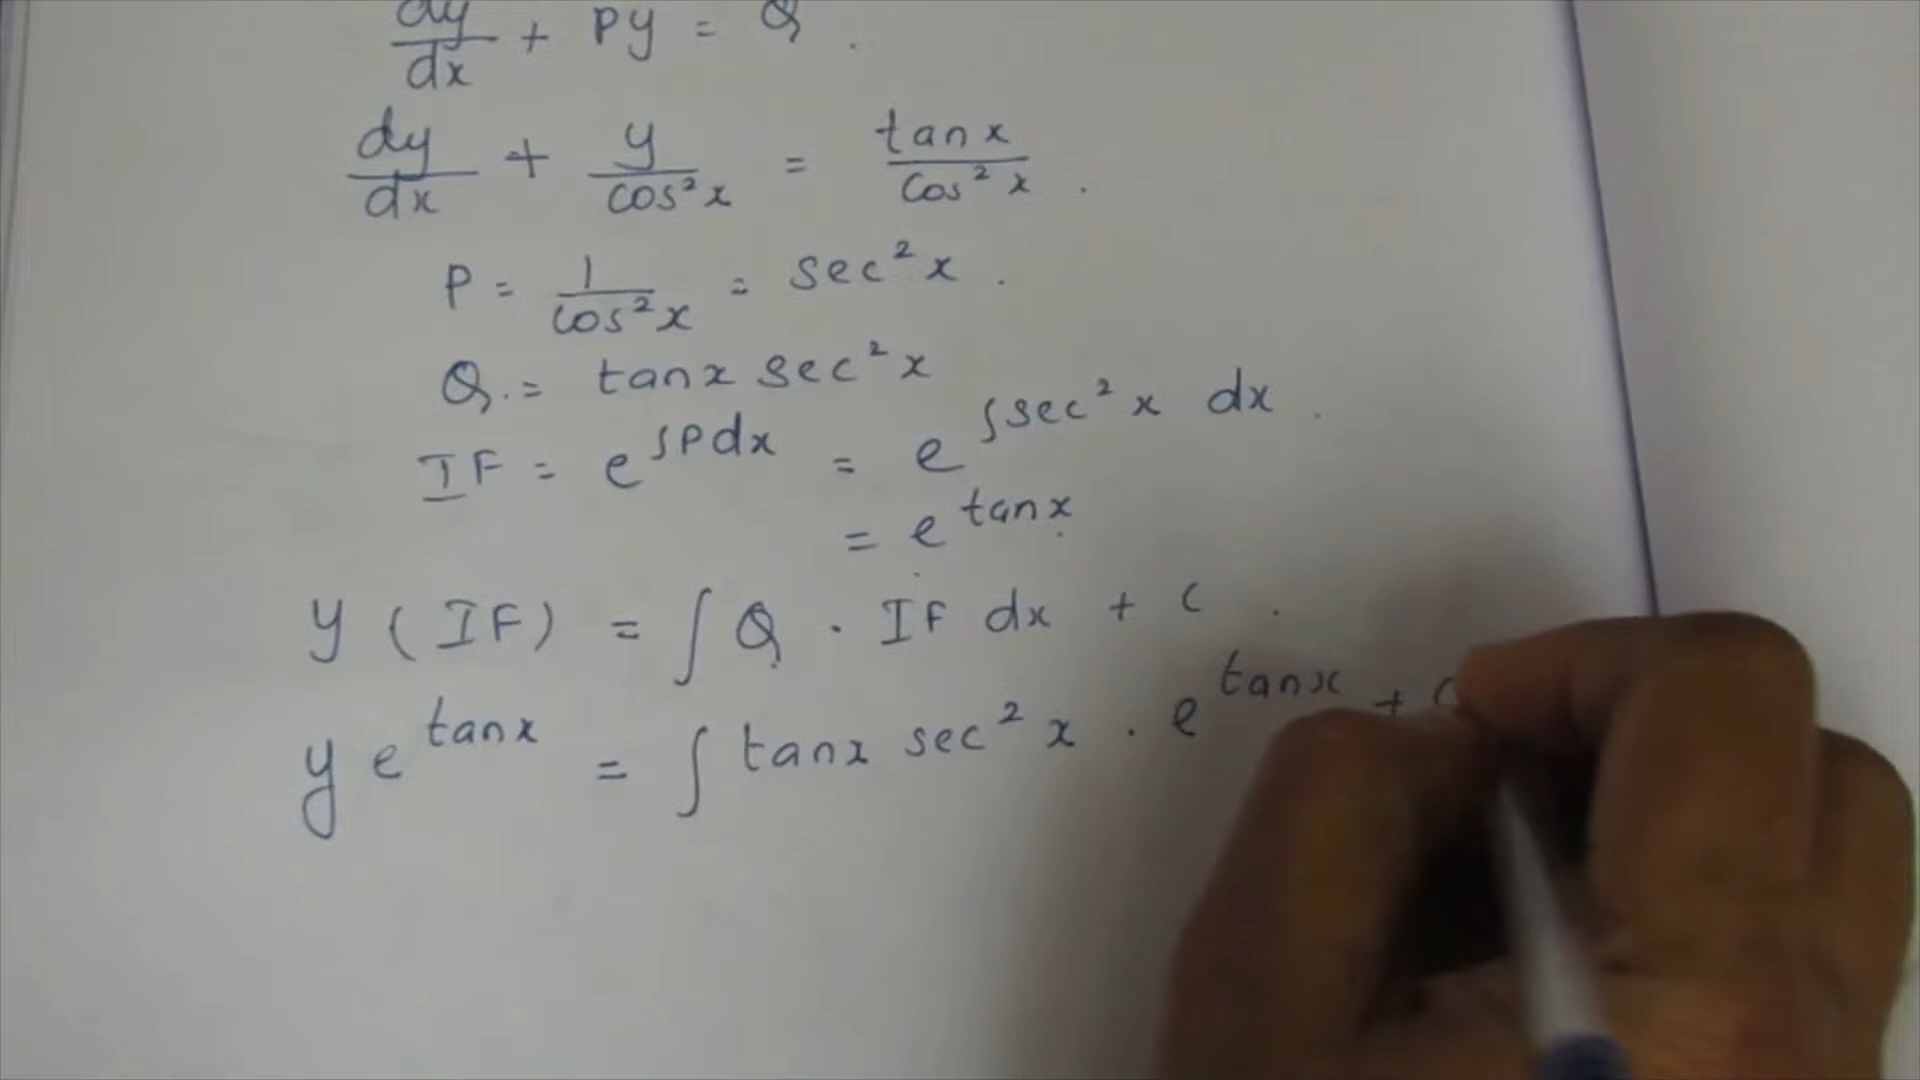 dy/dx + Py = Q .
dy/dx + y/cos²x = tanx/cos²x .
P = 1/cos²x = sec²x .
Q = tanx sec²x
IF = e^∫Pdx = e^∫sec²x dx .
= e^tanx
y (IF) = ∫ Q . IF dx + c .
y e^tanx = ∫ tanx sec²x . e^tanx + c